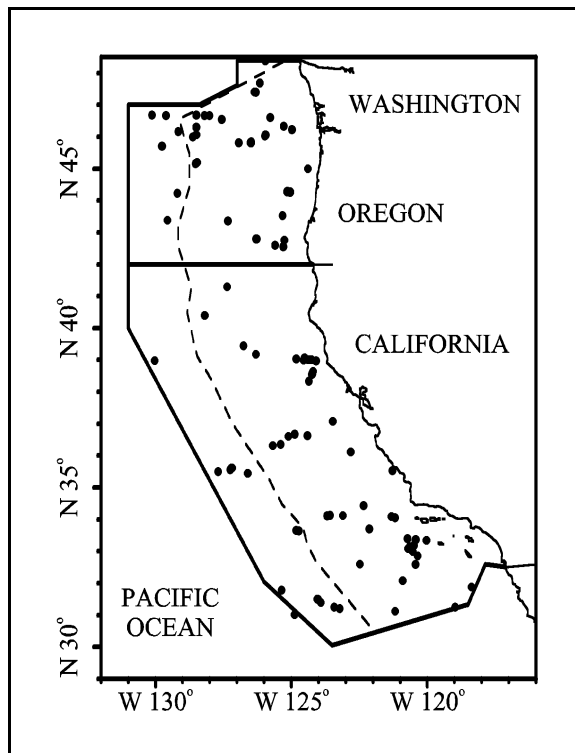 WASHINGTON
N 45°
OREGON
N 40°
CALIFORNIA
N 35°
PACIFIC
OCEAN
N 30°
W 130°
W 125°
W 120°